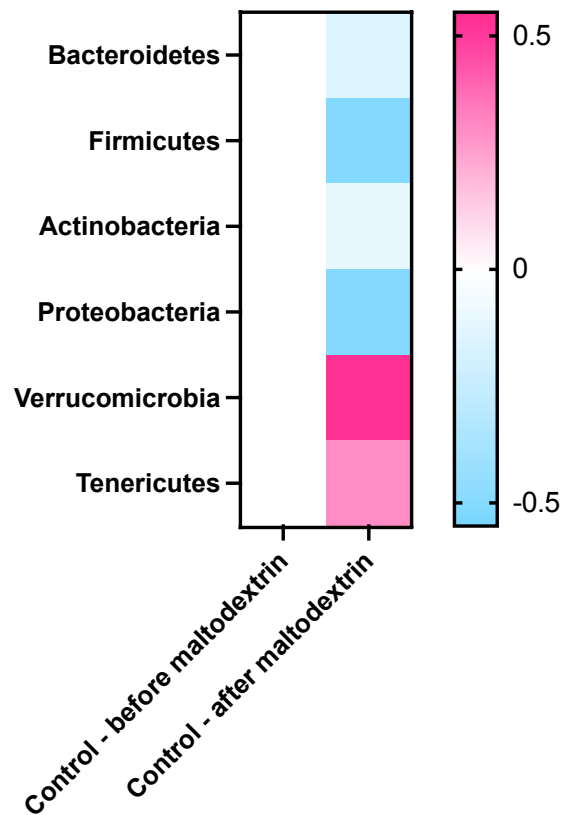 Bacteroidetes
Firmicutes
Actinobacteria
Proteobacteria
Verrucomicrobia
Tenericutes
Control - before maltodextrin
Control - after maltodextrin
0.5
0
-0.5